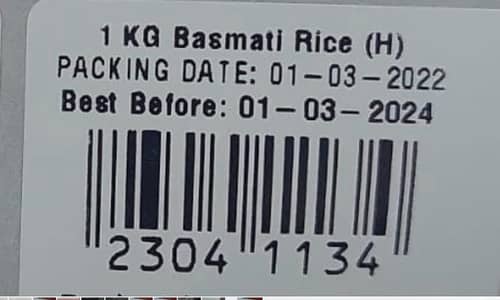 1 KG Basmati Rice (H)
PACKING DATE: 01-03-2022
Best Before: 01-03-2024
2304 1134